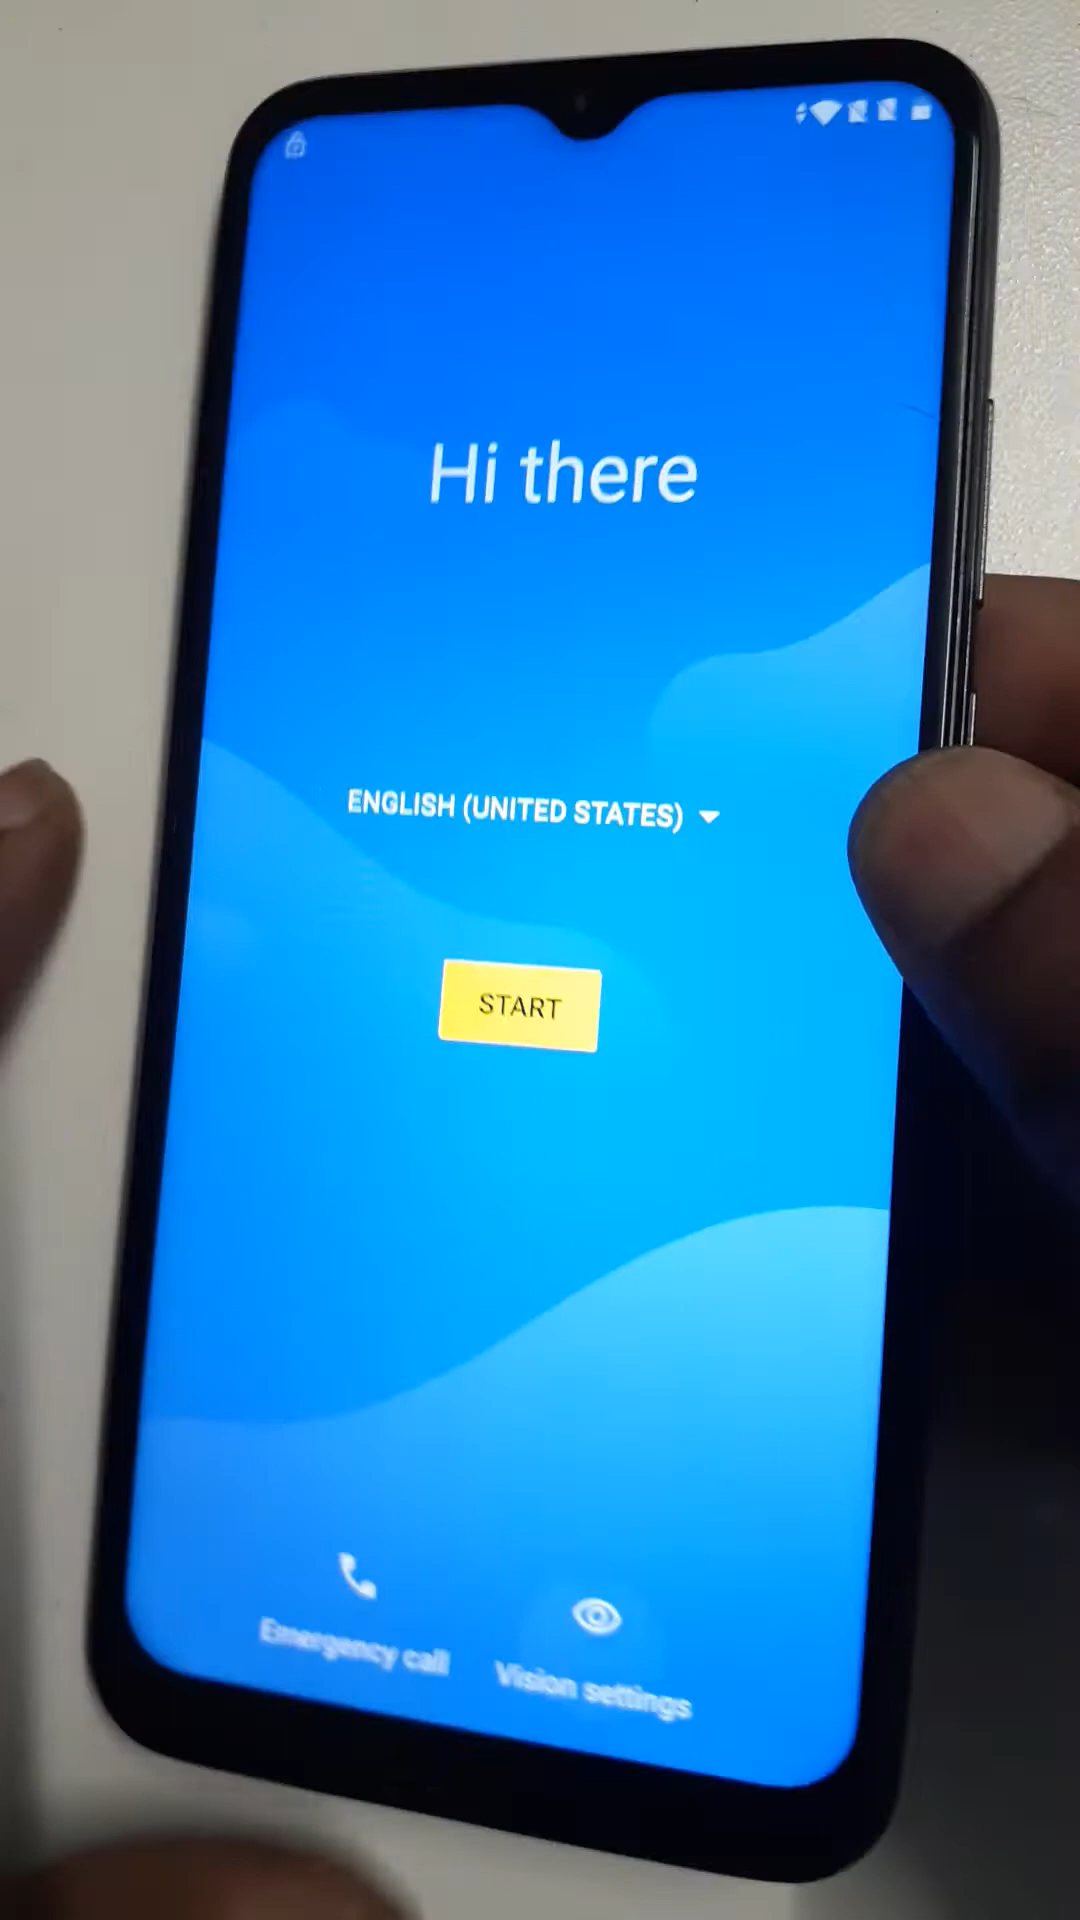 Hi there
ENGLISH (UNITED STATES)
START
Emergency call
Vision settings